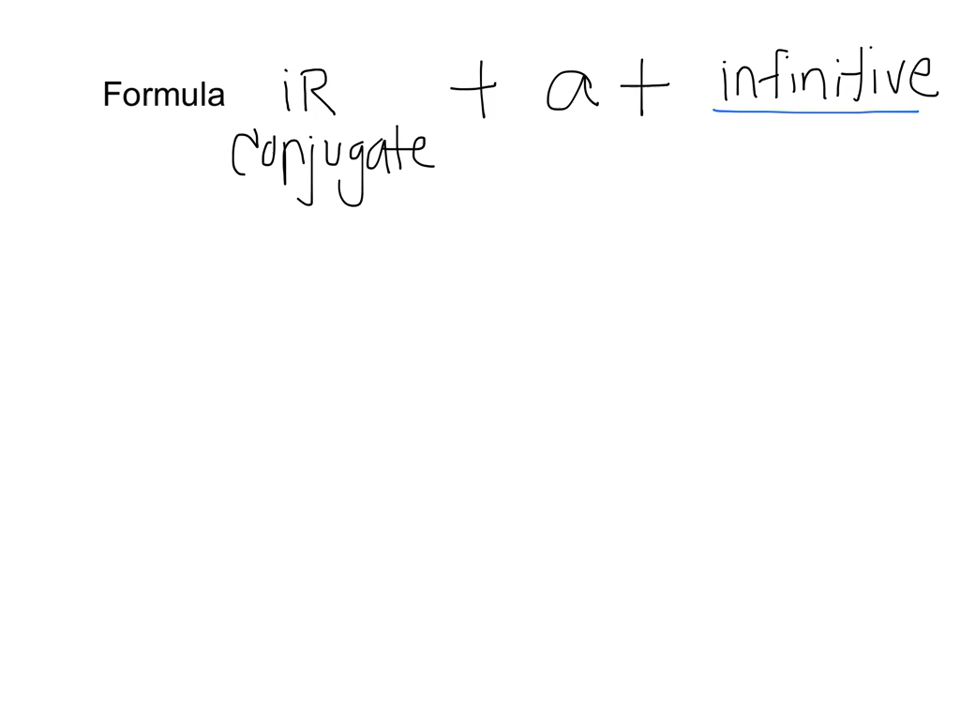 Formula iR + a + infinitive
conjugate